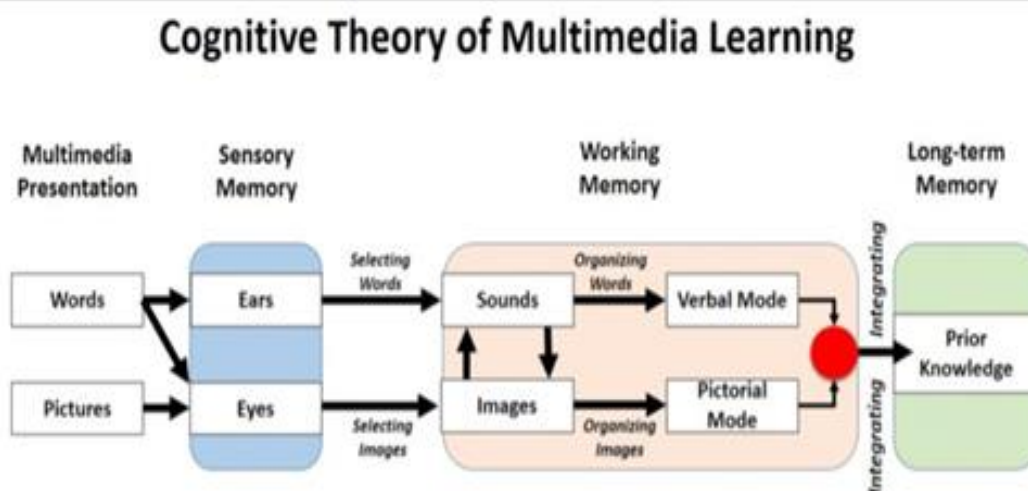 Cognitive Theory of Multimedia Learning
Multimedia
Presentation
Sensory
Memory
Working
Memory
Long-term
Memory
Words
Ears
Selecting
Words
Sounds
Organizing
Words
Verbal Mode
Integrating
Prior
Knowledge
Pictures
Eyes
Selecting
Images
Images
Organizing
Images
Pictorial
Mode
Integrating